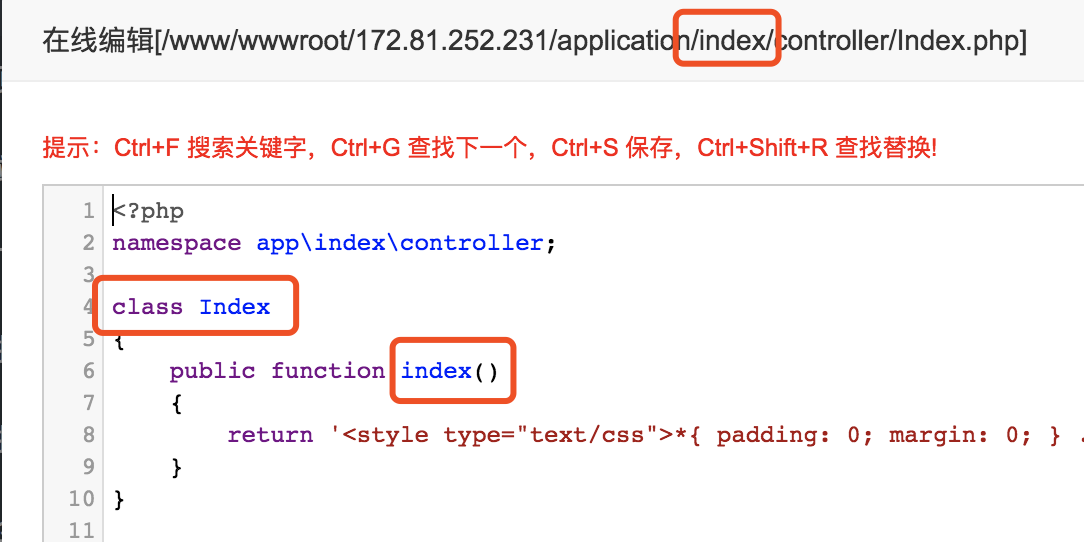 在线编辑[/www/wwwroot/172.81.252.231/application/index/controller/Index.php]
提示：Ctrl+F 搜索关键字，Ctrl+G 查找下一个，Ctrl+S 保存，Ctrl+Shift+R 查找替换!
1 <?php
2 namespace app\index\controller;
3
4 class Index
5 {
6 public function index()
7 {
8 return '<style type="text/css">*{ padding: 0; margin: 0; } .
9 }
10 }
11